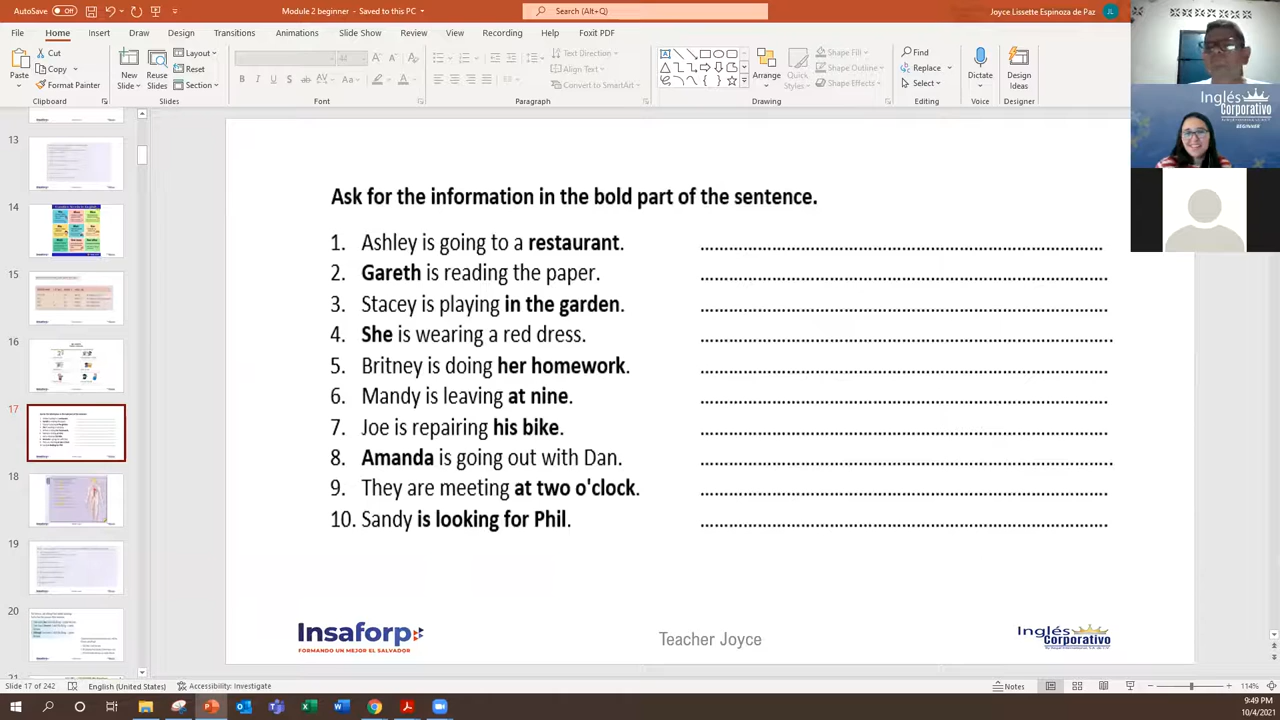 AutoSave Off Module 2 beginner - Saved to this PC Search (Alt+Q) Joyce Lissette Espinoza de Paz JL
File Home Insert Draw Design Transitions Animations Slide Show Review View Recording Help Foxit PDF
Paste Cut Copy Format Painter Clipboard
New Slide Reuse Slides Layout Reset Section Slides
44 B I U S ab AV Aa A Font
Text Direction Align Text Convert to SmartArt Paragraph
Arrange Quick Styles Shape Fill Shape Outline Shape Effects Drawing
Find Replace Select Editing
Dictate Voice
Design Ideas Designer
Inglés Corporativo
BEGINNER
13
14
15
16
17
18
19
20
Ask for the information in the bold part of the sentence.
1. Ashley is going to a restaurant. ........................................................................................
2. Gareth is reading the paper. ........................................................................................
3. Stacey is playing in the garden. ........................................................................................
4. She is wearing a red dress. ........................................................................................
5. Britney is doing her homework. ........................................................................................
6. Mandy is leaving at nine. ........................................................................................
7. Joe is repairing his bike. ........................................................................................
8. Amanda is going out with Dan. ........................................................................................
9. They are meeting at two o'clock. ........................................................................................
10. Sandy is looking for Phil. ........................................................................................
insaforp
FORMANDO UN MEJOR EL SALVADOR
Teacher Joyce
Inglés Corporativo
Slide 17 of 242 English (United States) Accessibility: Investigate Notes 114%
9:49 PM
10/4/2021